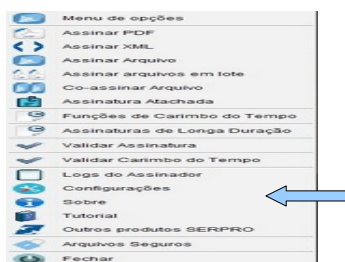 Menu de opções
Assinar PDF
Assinar XML
Assinar Arquivo
Assinar arquivos em lote
Co-assinar Arquivo
Assinatura Atachada
Funções de Carimbo do Tempo
Assinaturas de Longa Duração
Validar Assinatura
Validar Carimbo do Tempo
Logs do Assinador
Configurações
Sobre
Tutorial
Outros produtos SERPRO
Arquivos Seguros
Fechar